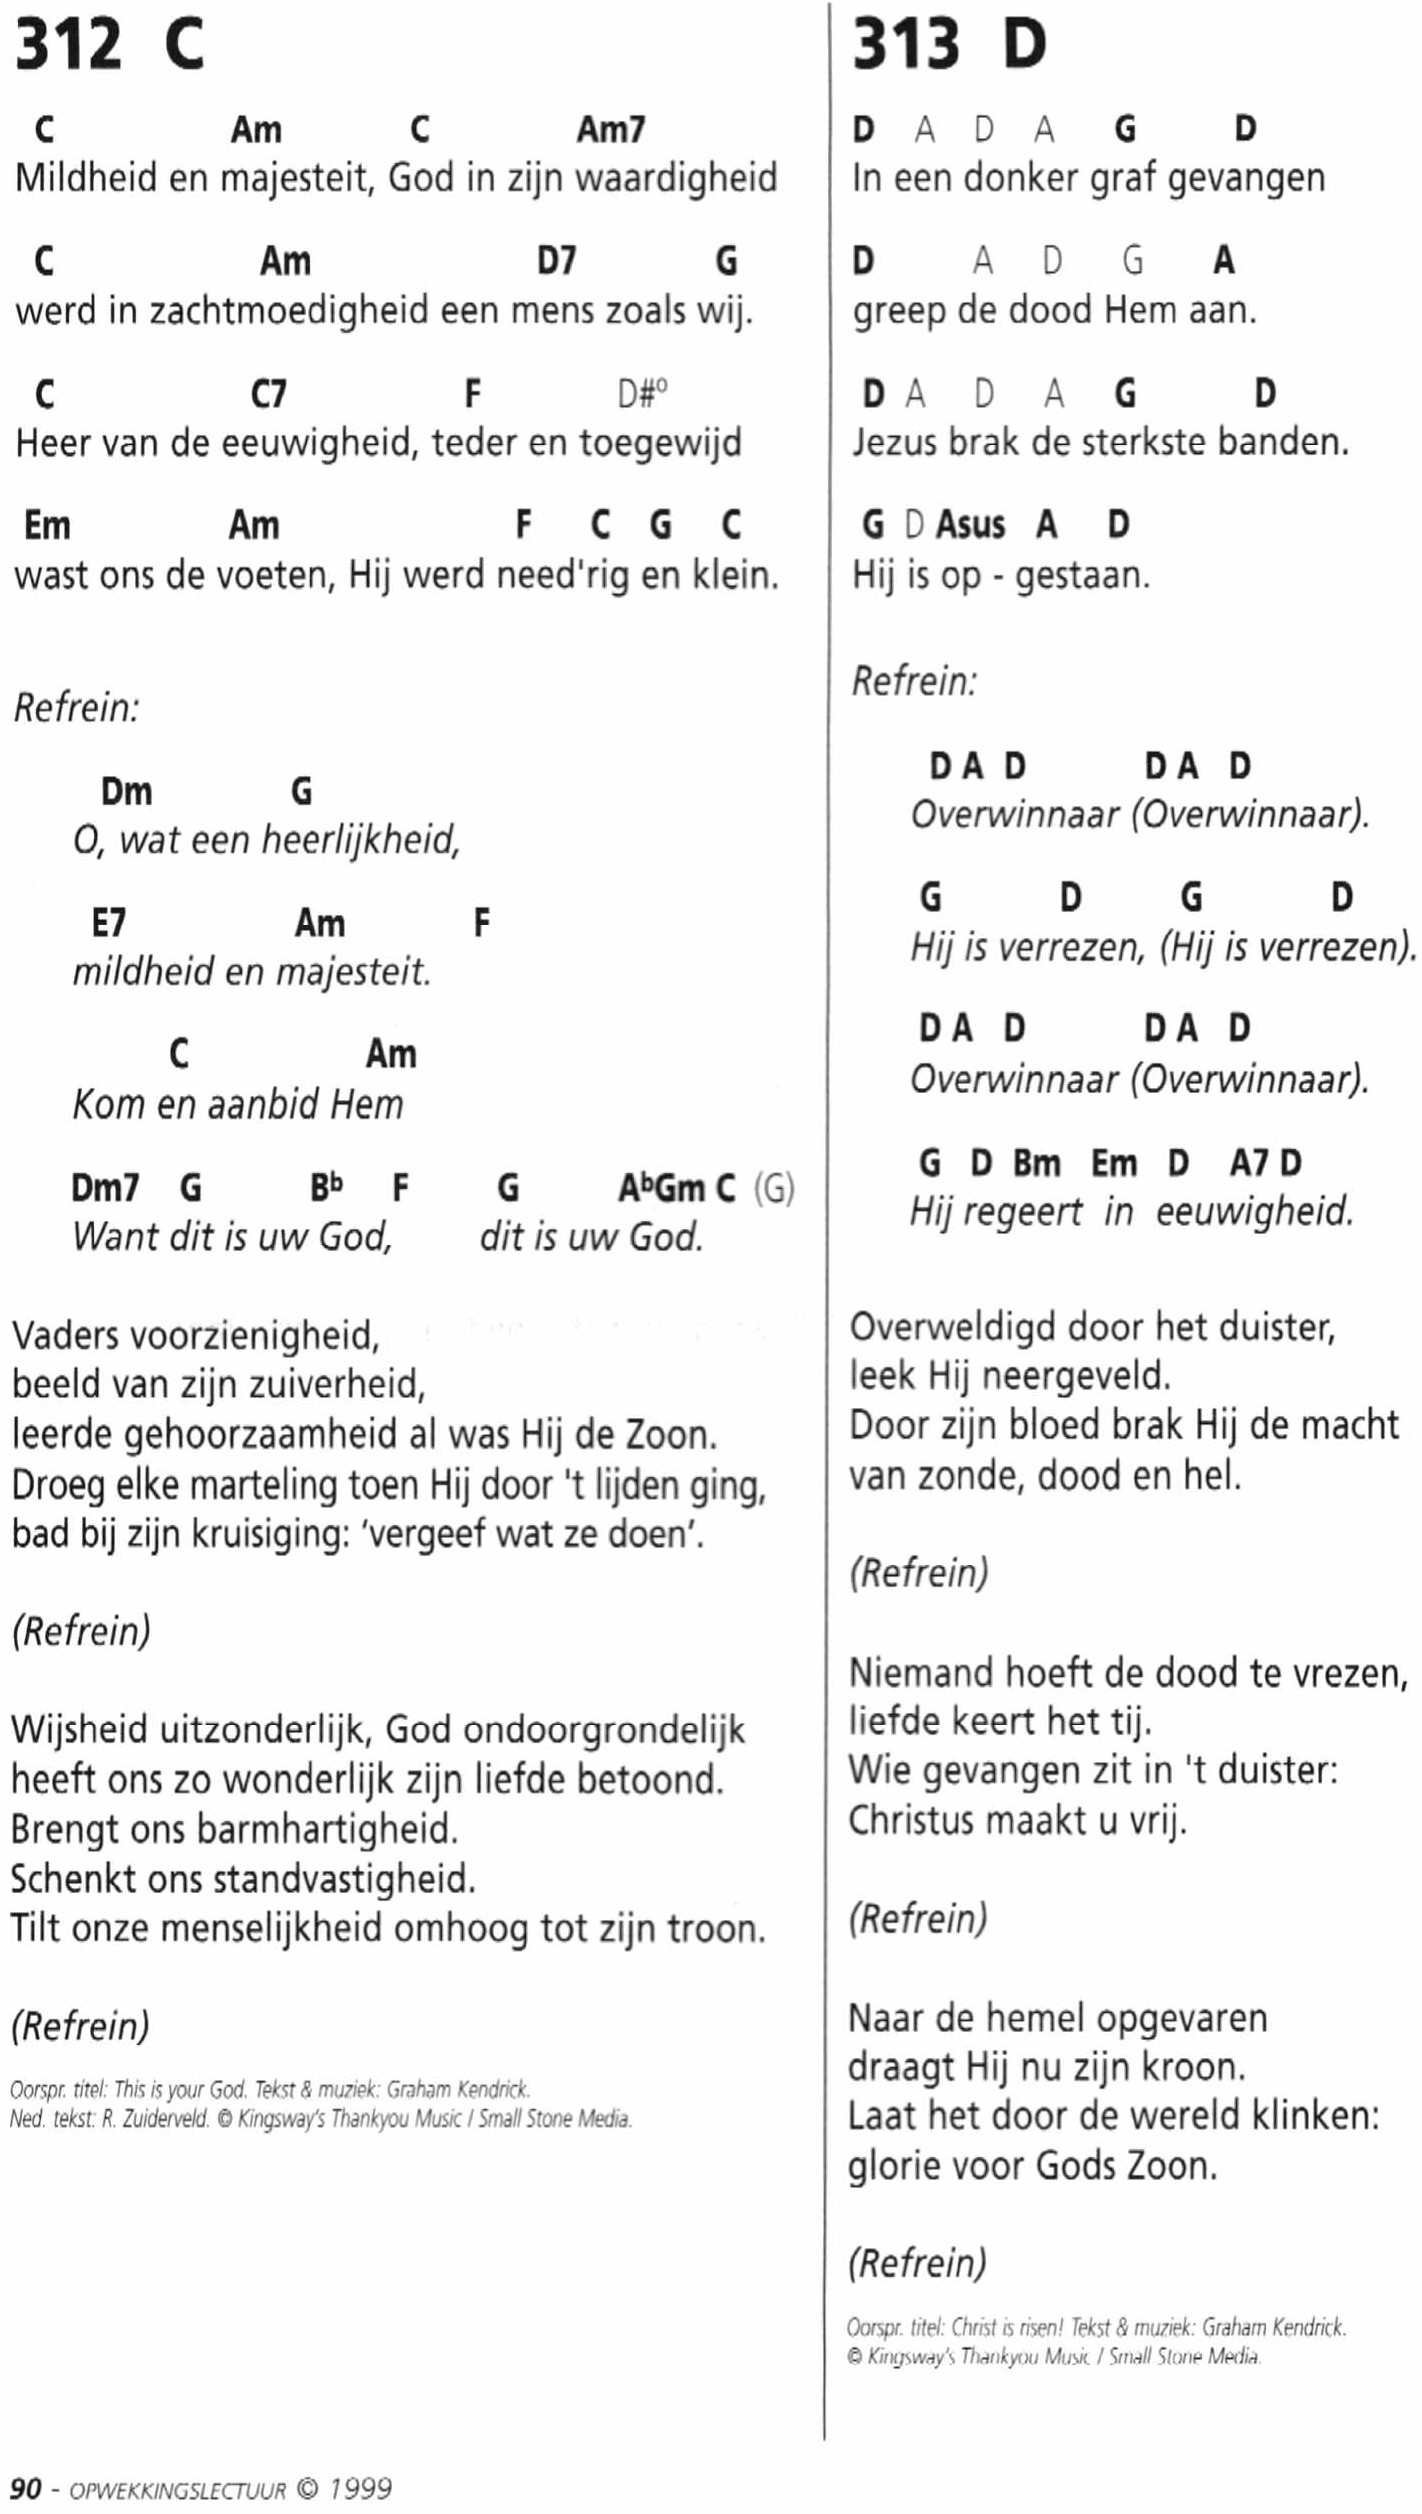 312 C
C Am C Am7
Mildheid en majesteit, God in zijn waardigheid
C Am D7 G
werd in zachtmoedigheid een mens zoals wij.
C C7 F D#o
Heer van de eeuwigheid, teder en toegewijd
Em Am F C G C
wast ons de voeten, Hij werd need'rig en klein.
Refrein:
Dm G
O, wat een heerlijkheid,
E7 Am F
mildheid en majesteit.
C Am
Kom en aanbid Hem
Dm7 G Bb F G AbGm C (G)
Want dit is uw God, dit is uw God.
Vaders voorzienigheid,
beeld van zijn zuiverheid,
leerde gehoorzaamheid al was Hij de Zoon.
Droeg elke marteling toen Hij door 't lijden ging,
bad bij zijn kruisiging: ‘vergeef wat ze doen’.
(Refrein)
Wijsheid uitzonderlijk, God ondoorgrondelijk
heeft ons zo wonderlijk zijn liefde betoond.
Brengt ons barmhartigheid.
Schenkt ons standvastigheid.
Tilt onze menselijkheid omhoog tot zijn troon.
(Refrein)
Oorspr. titel: This is your God. Tekst & muziek: Graham Kendrick.
Ned. tekst: R. Zuiderveld. © Kingsway's Thankyou Music / Small Stone Media.
313 D
D A D A G D
In een donker graf gevangen
D A D G A
greep de dood Hem aan.
D A D A G D
Jezus brak de sterkste banden.
G D Asus A D
Hij is op - gestaan.
Refrein:
D A D D A D
Overwinnaar (Overwinnaar).
G D G D
Hij is verrezen, (Hij is verrezen).
D A D D A D
Overwinnaar (Overwinnaar).
G D Bm Em D A7 D
Hij regeert in eeuwigheid.
Overweldigd door het duister,
leek Hij neergeveld.
Door zijn bloed brak Hij de macht
van zonde, dood en hel.
(Refrein)
Niemand hoeft de dood te vrezen,
liefde keert het tij.
Wie gevangen zit in 't duister:
Christus maakt u vrij.
(Refrein)
Naar de hemel opgevaren
draagt Hij nu zijn kroon.
Laat het door de wereld klinken:
glorie voor Gods Zoon.
(Refrein)
Oorspr. titel: Christ is risen! Tekst & muziek: Graham Kendrick.
© Kingsway's Thankyou Music / Small Stone Media.
90 - OPWEKKINGSLECTUUR © 1999